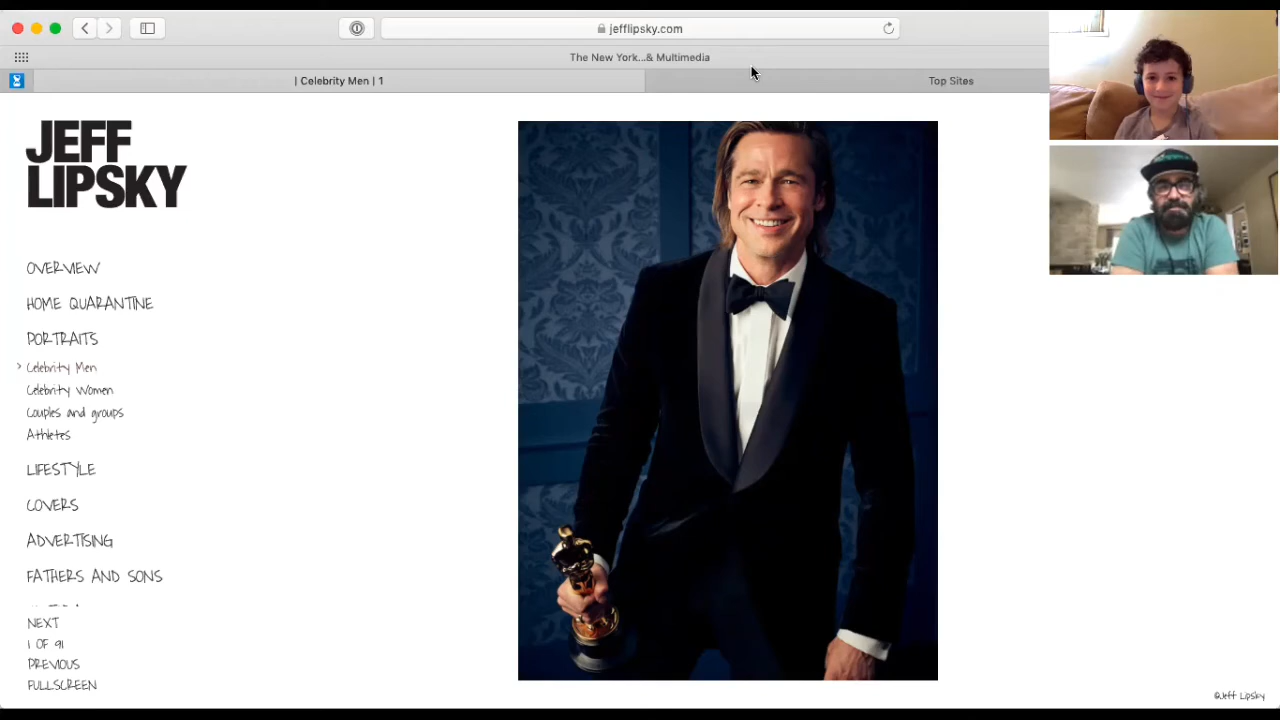 jefflipsky.com
The New York...& Multimedia
| Celebrity Men | 1
Top Sites
JEFF
LIPSKY
OVERVIEW
HOME QUARANTINE
PORTRAITS
> Celebrity Men
Celebrity Women
Couples and groups
Athletes
LIFESTYLE
COVERS
ADVERTISING
FATHERS AND SONS
NEXT
1 OF 91
PREVIOUS
FULLSCREEN
©Jeff Lipsky